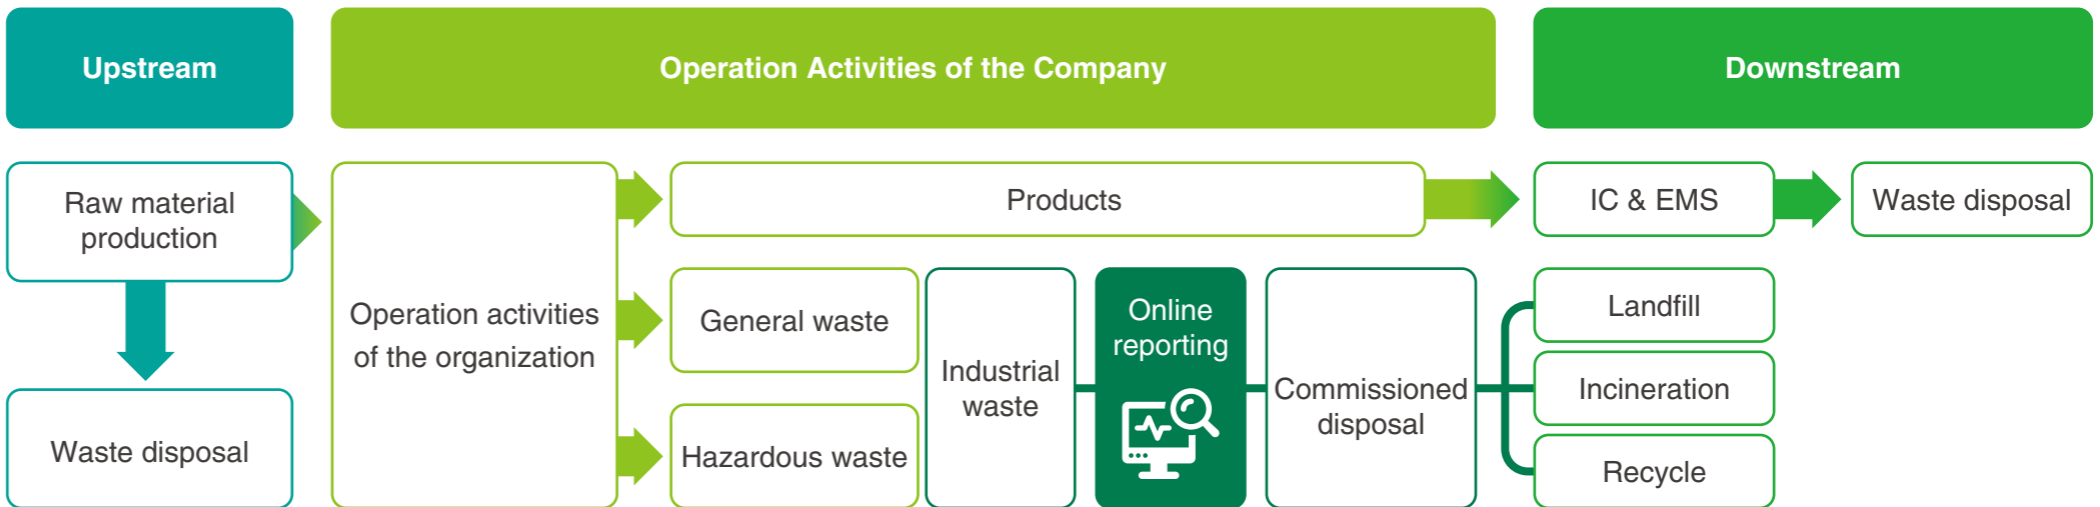 Upstream
Operation Activities of the Company
Downstream
Raw material
production
Waste disposal
Operation activities
of the organization
Products
General waste
Hazardous waste
Industrial
waste
Online
reporting
Commissioned
disposal
IC & EMS
Waste disposal
Landfill
Incineration
Recycle